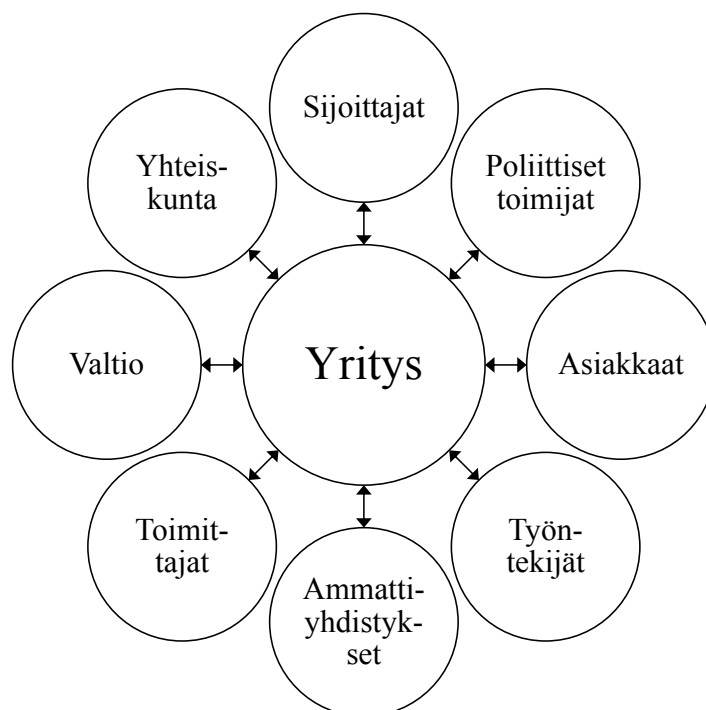 Sijoittajat
Yhteis-
kunta
Poliittiset
toimijat
Valtio
Yritys
Asiakkaat
Toimit-
tajat
Työn-
tekijät
Ammatti-
yhdistyk-
set